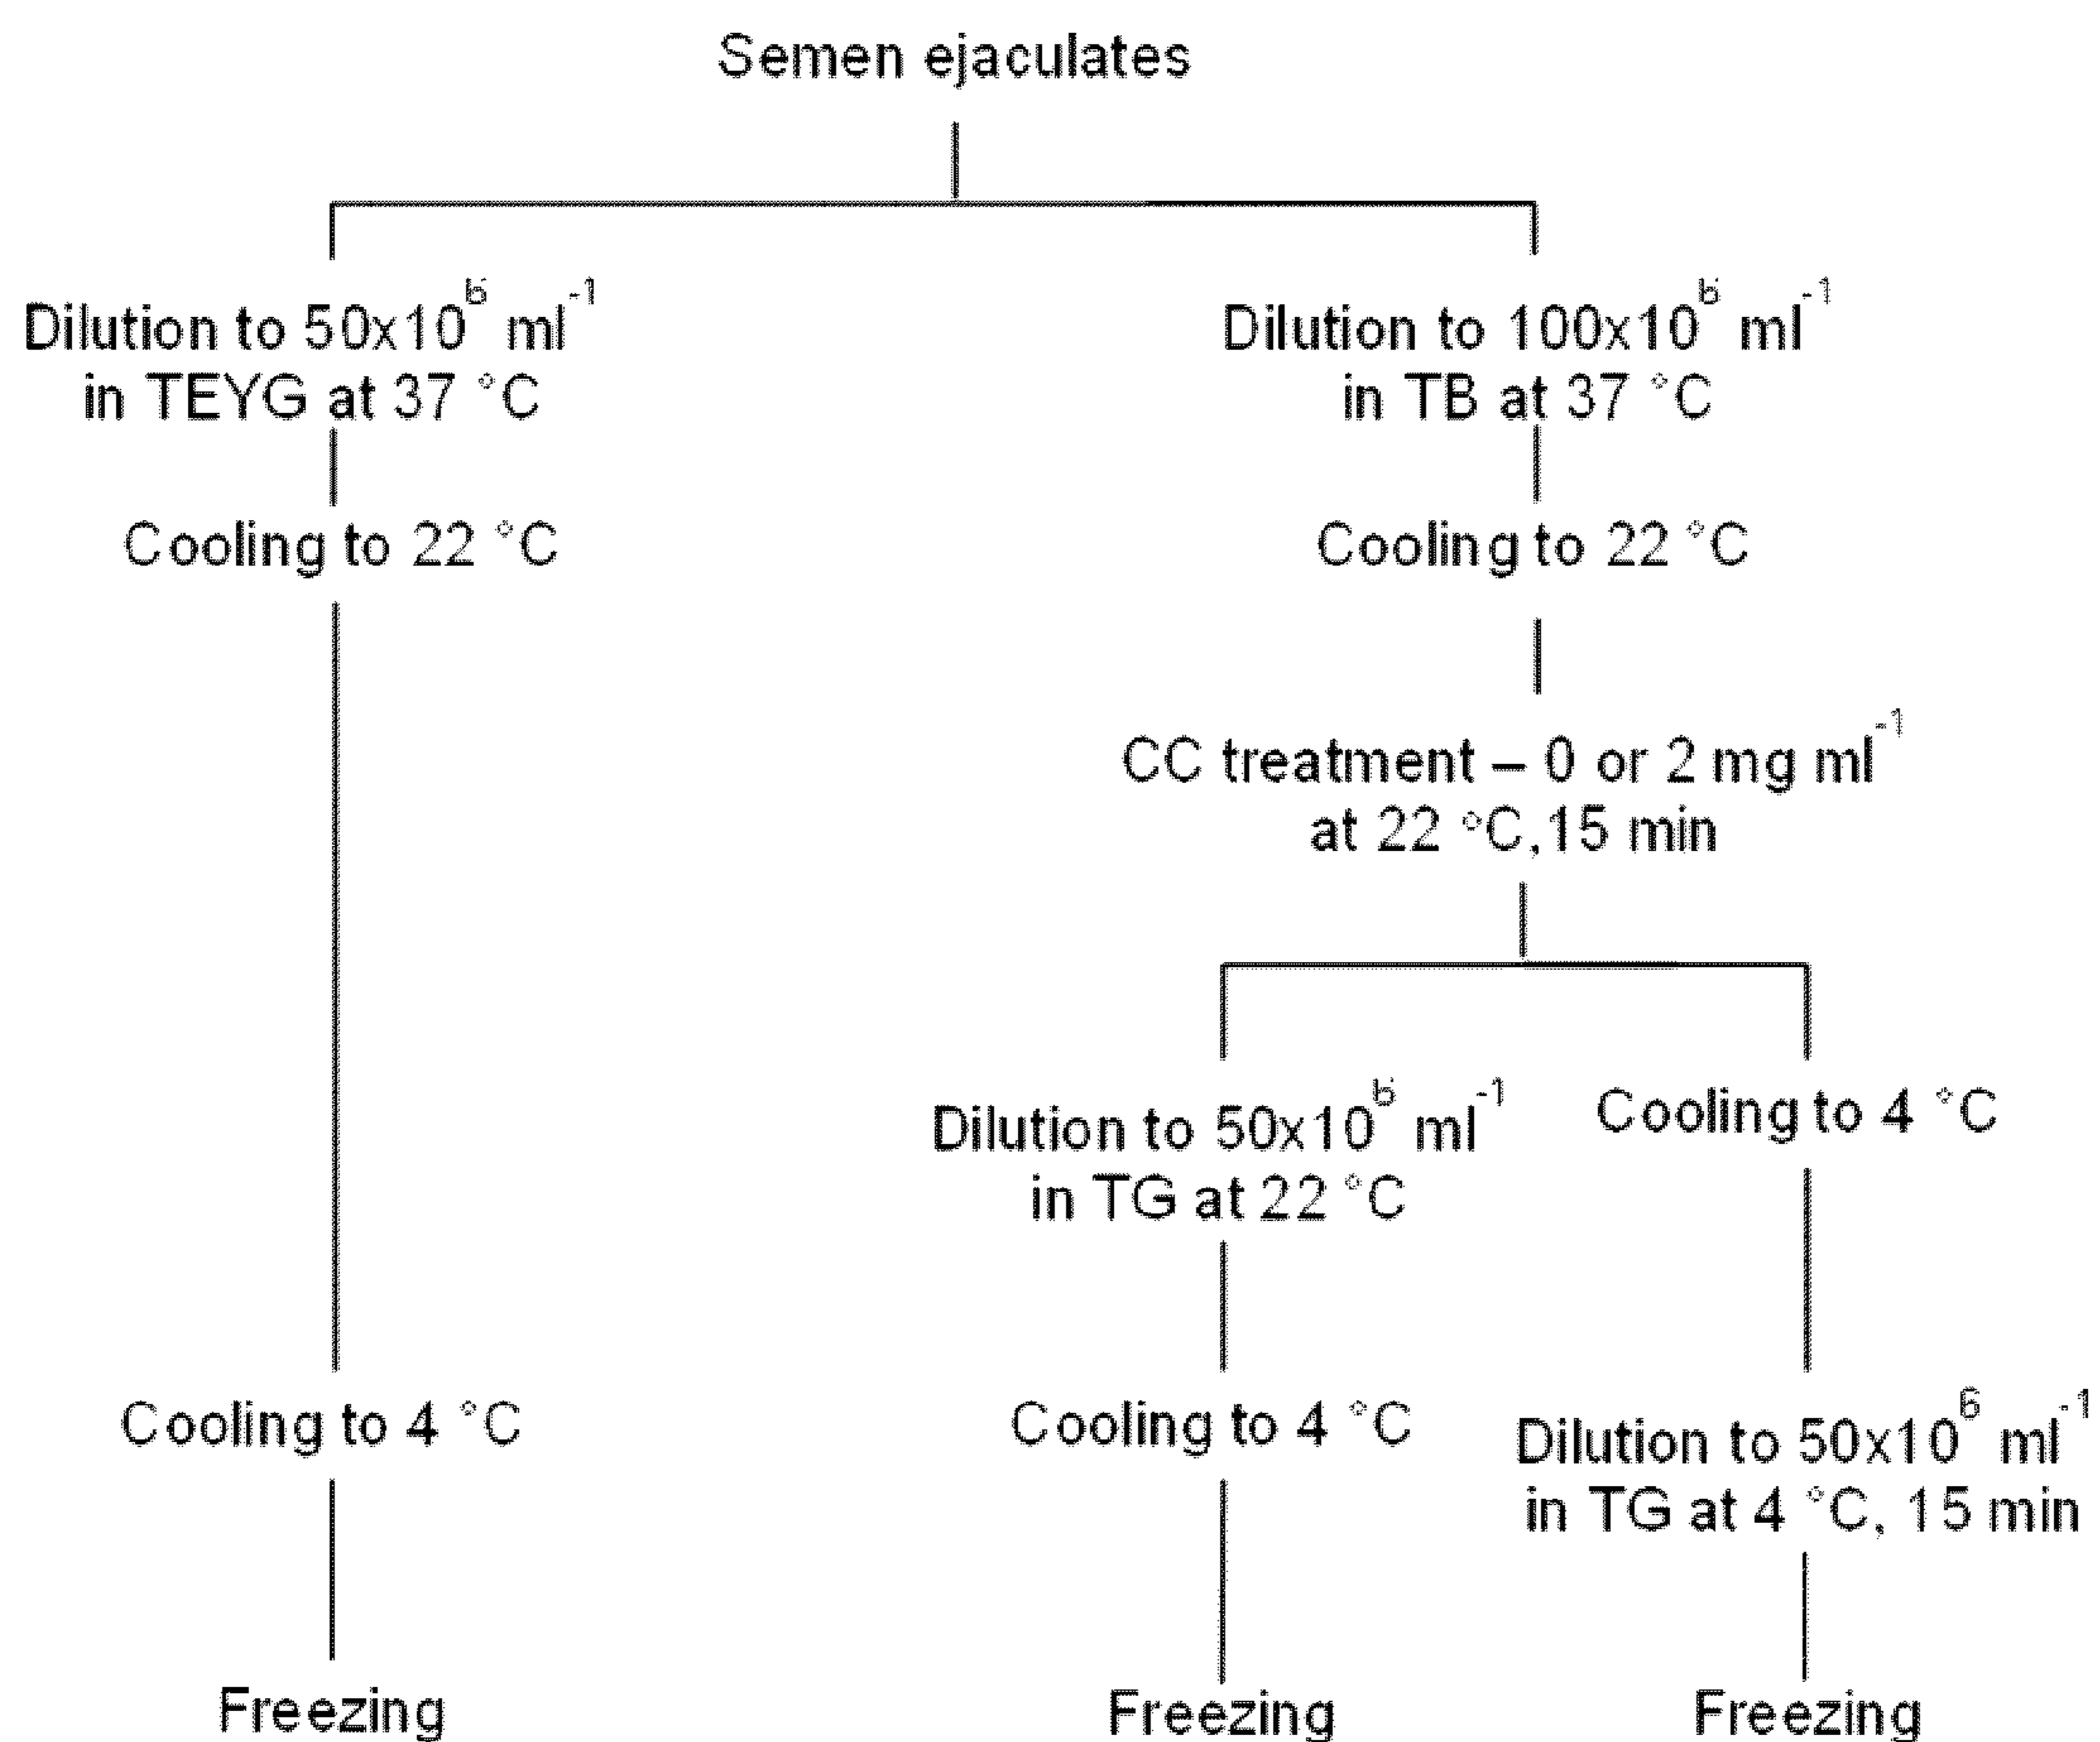 Semen ejaculates
Dilution to 50x10⁶ ml⁻¹
in TEYG at 37 °C
Dilution to 100x10⁶ ml⁻¹
in TB at 37 °C
Cooling to 22 °C
Cooling to 22 °C
CC treatment – 0 or 2 mg ml⁻¹
at 22 °C, 15 min
Dilution to 50x10⁶ ml⁻¹
in TG at 22 °C
Cooling to 4 °C
Cooling to 4 °C
Cooling to 4 °C
Dilution to 50x10⁶ ml⁻¹
in TG at 4 °C, 15 min
Freezing
Freezing
Freezing